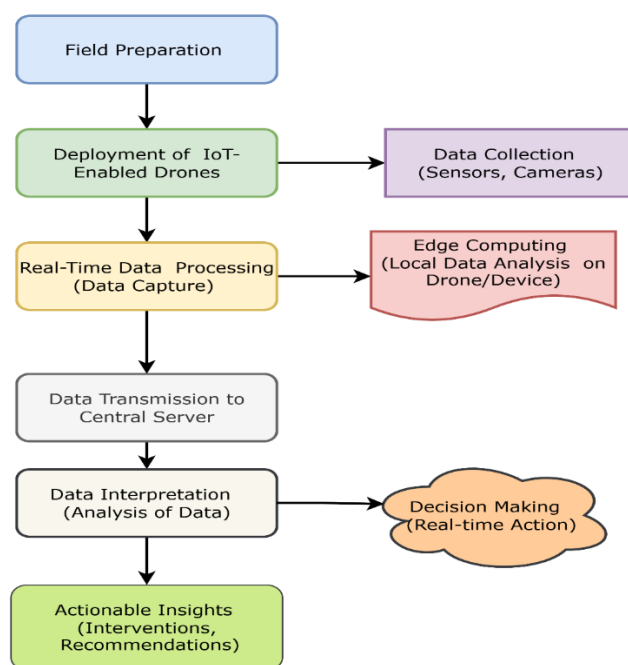 Field Preparation
Deployment of IoT-
Enabled Drones
Data Collection
(Sensors, Cameras)
Real-Time Data Processing
(Data Capture)
Edge Computing
(Local Data Analysis on
Drone/Device)
Data Transmission to
Central Server
Data Interpretation
(Analysis of Data)
Decision Making
(Real-time Action)
Actionable Insights
(Interventions,
Recommendations)